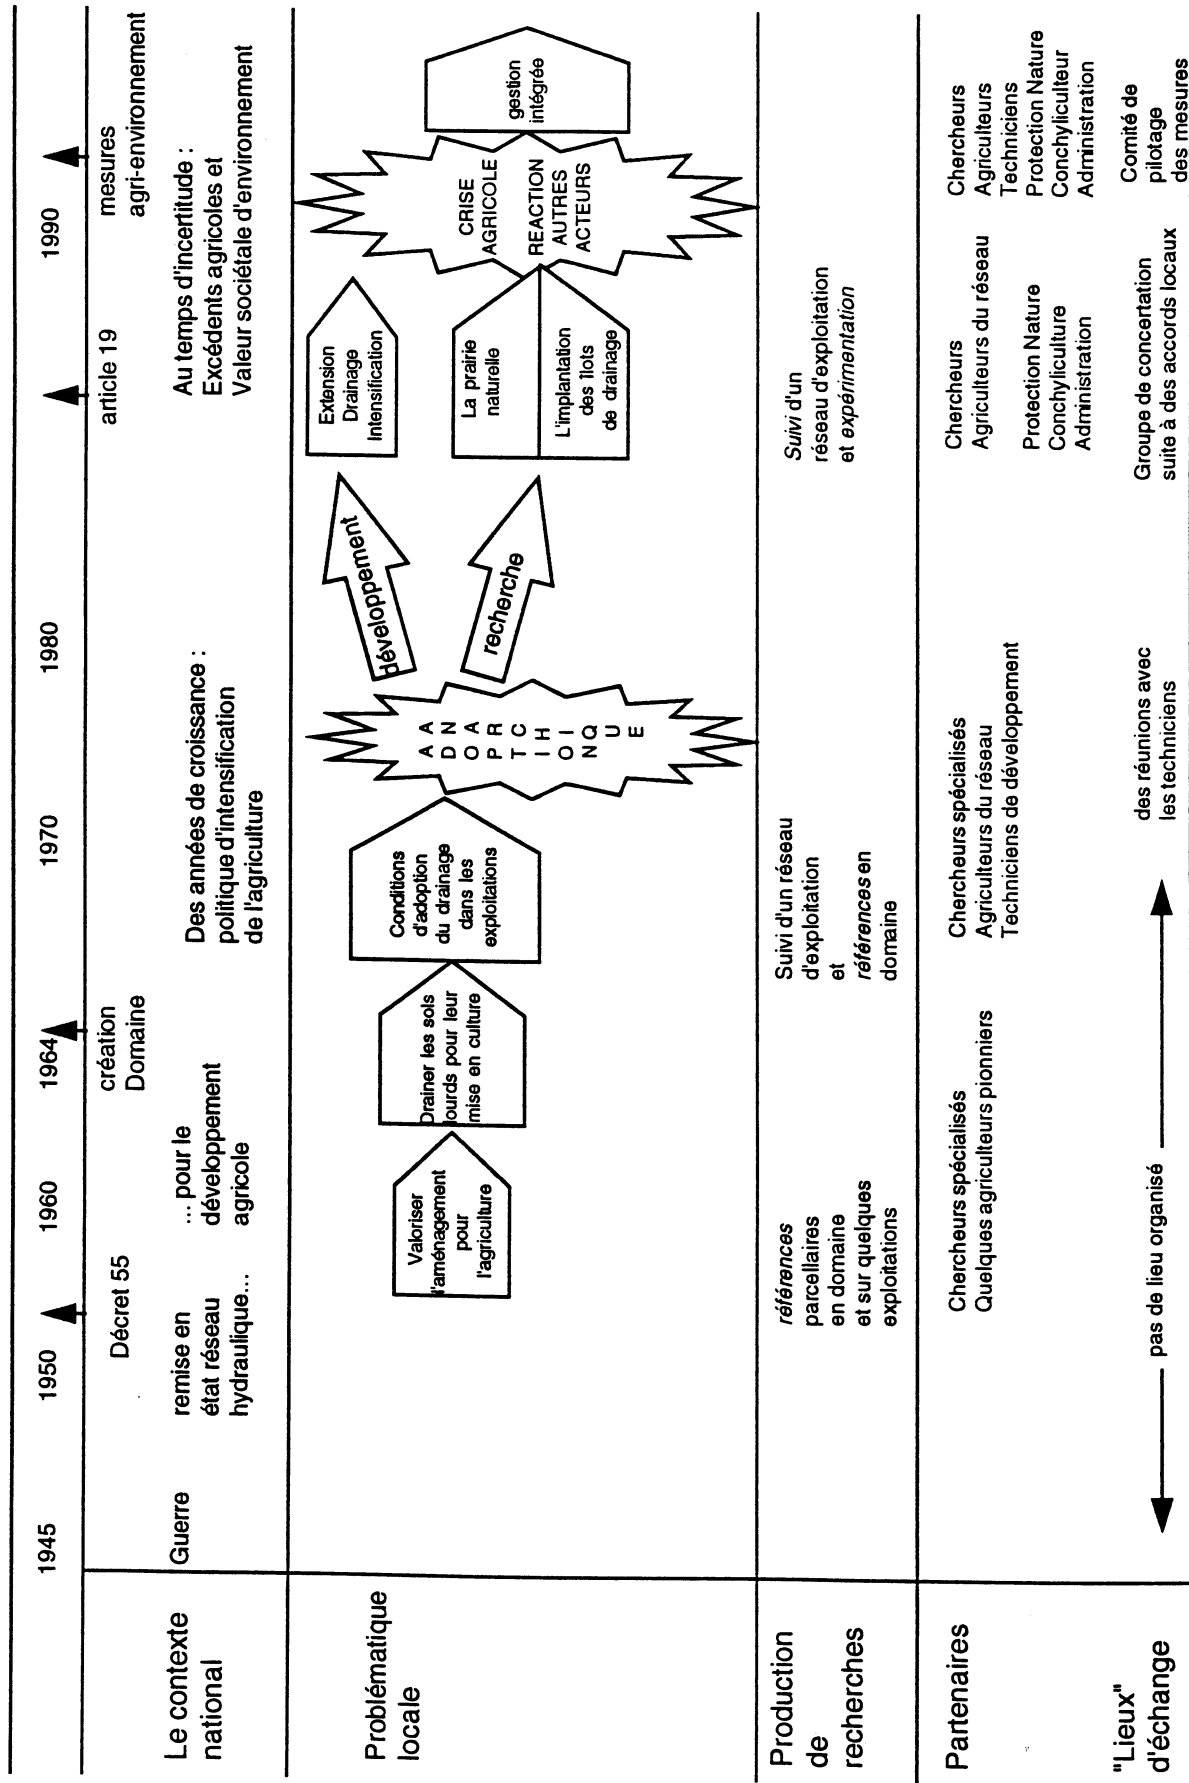 1945 1950 1960 1964 1970 1980 1990
Décret 55
création
Domaine
article 19
mesures
agri-environnement
Le contexte
national
Guerre
remise en
état réseau
hydraulique...
... pour le
développement
agricole
Des années de croissance :
politique d'intensification
de l'agriculture
Au temps d'incertitude :
Excédents agricoles et
Valeur sociétale d'environnement
Problématique
locale
Valoriser
l'aménagement
pour
l'agriculture
Drainer les sols
lourds pour leur
mise en culture
Conditions
d'adoption
du drainage
dans les
exploitations
A A
D N
O A
P R
T C
I H
O I
N Q
U
E
développement
recherche
Extension
Drainage
Intensification
La prairie
naturelle
L'implantation
des îlots
de drainage
CRISE
AGRICOLE
REACTION
AUTRES
ACTEURS
gestion
intégrée
Production
de
recherches
références
parcellaires
en domaine
et sur quelques
exploitations
Suivi d'un réseau
d'exploitation
et
références en
domaine
Suivi d'un
réseau d'exploitation
et expérimentation
Partenaires
Chercheurs spécialisés
Quelques agriculteurs pionniers
Chercheurs spécialisés
Agriculteurs du réseau
Techniciens de développement
Chercheurs
Agriculteurs du réseau
Protection Nature
Conchyliculture
Administration
Chercheurs
Agriculteurs
Techniciens
Protection Nature
Conchyliculteur
Administration
"Lieux"
d'échange
pas de lieu organisé
des réunions avec
les techniciens
Groupe de concertation
suite à des accords locaux
Comité de
pilotage
des mesures